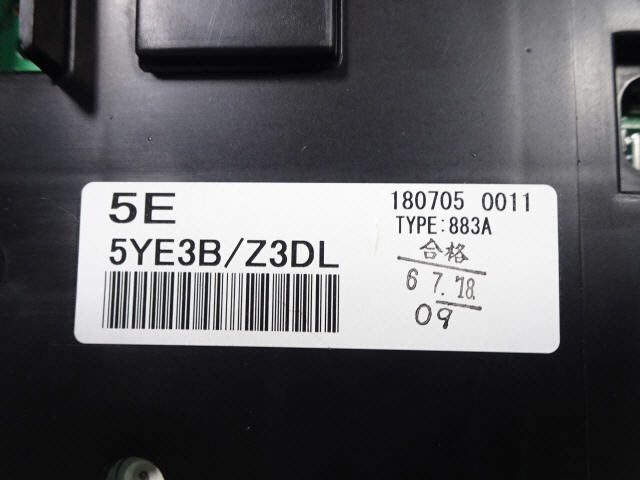 5E
5YE3B/Z3DL
180705 0011
TYPE:883A
合格
6 7.18.
09